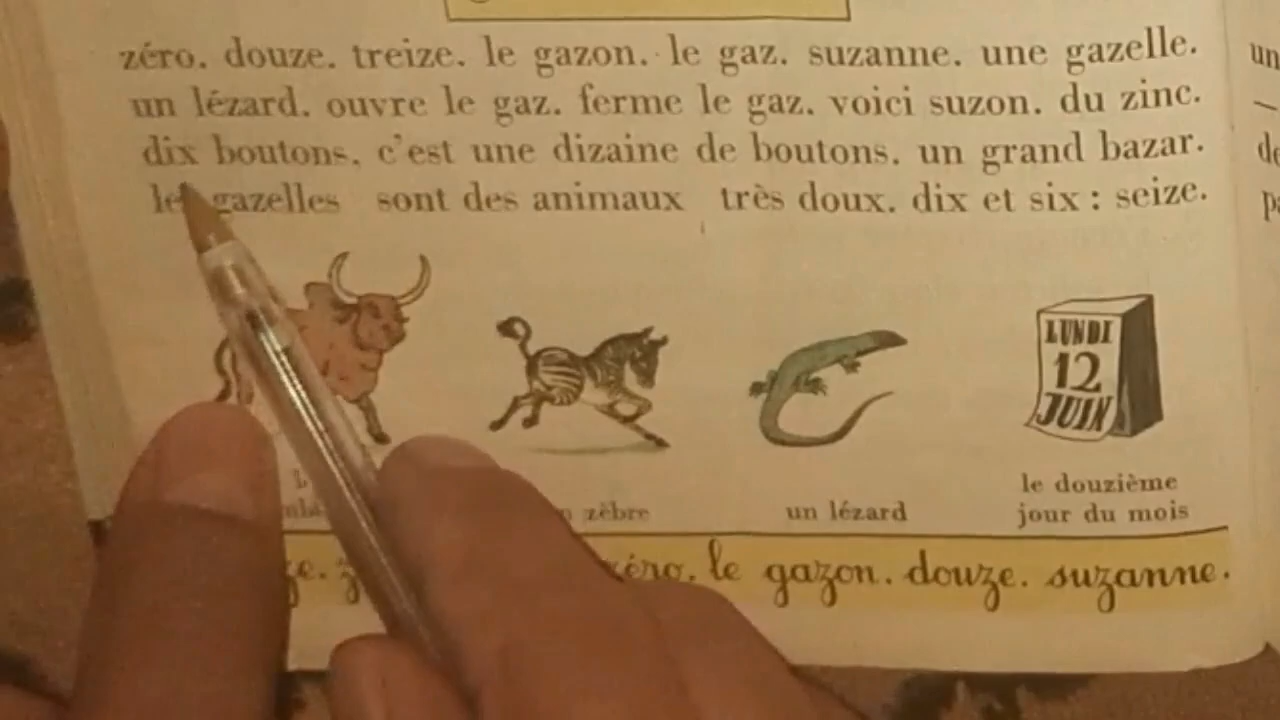 zéro. douze. treize. le gazon. le gaz. suzanne. une gazelle.
un lézard. ouvre le gaz. ferme le gaz. voici suzon. du zinc.
dix boutons. c'est une dizaine de boutons. un grand bazar.
les gazelles sont des animaux très doux. dix et six : seize.
LUNDI
12
JUIN
zèbre
un lézard
le douzième
jour du mois
zéro. le gazon. douze. suzanne.
un